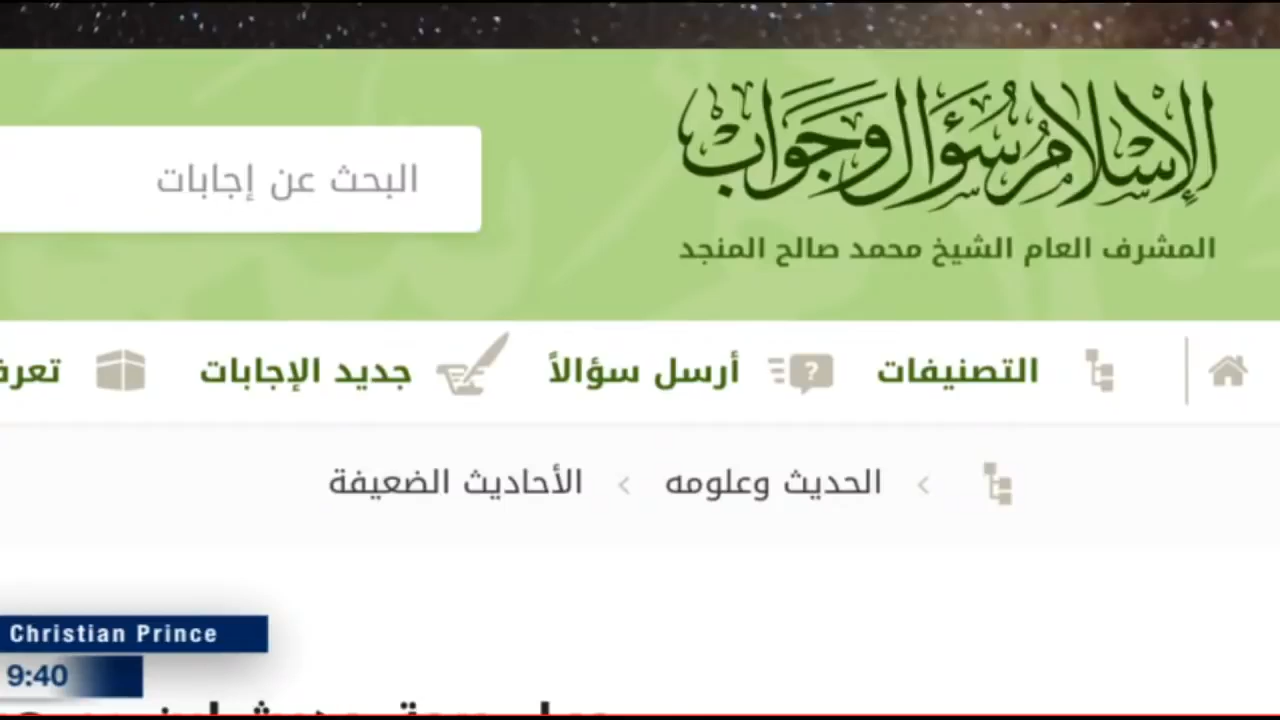 الإسلام سؤال وجواب
المشرف العام الشيخ محمد صالح المنجد
البحث عن إجابات
التصنيفات
أرسل سؤالاً
جديد الإجابات
الحديث وعلومه
الأحاديث الضعيفة
Christian Prince
9:40